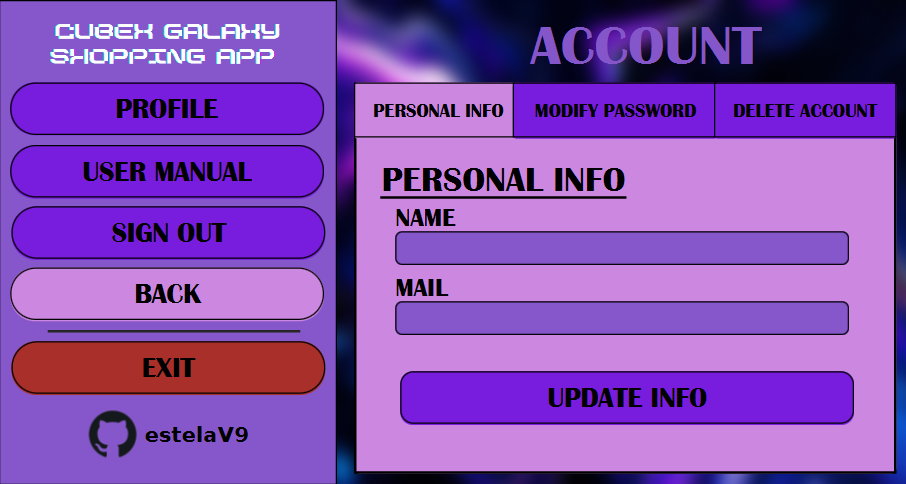 CUBEX GALAXY
SHOPPING APP
PROFILE
USER MANUAL
SIGN OUT
BACK
EXIT
estelaV9
ACCOUNT
PERSONAL INFO
MODIFY PASSWORD
DELETE ACCOUNT
PERSONAL INFO
NAME
MAIL
UPDATE INFO